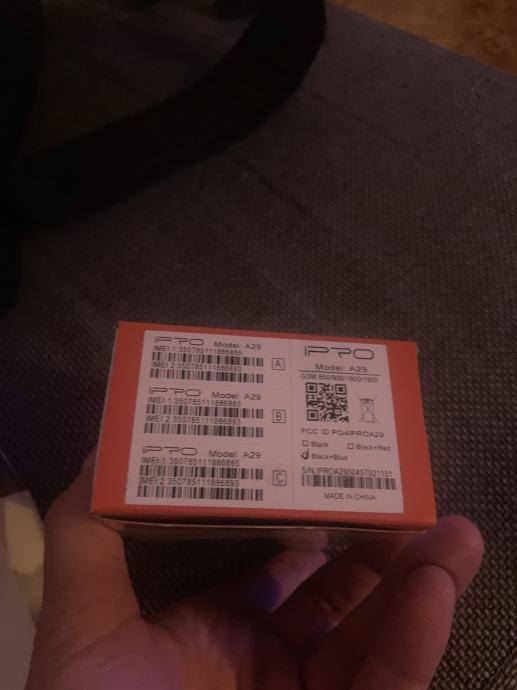 IPRO Model: A29
IMEI 1 350785111886885
IMEI 2 350785111886893
A
IPRO Model: A29
IMEI 1 350785111886885
IMEI 2 350785111886893
B
IPRO Model: A29
IMEI 1 350785111886885
IMEI 2 350785111886893
C
IPRO
Model: A29
GSM 850/900/1800/1900
FCC ID:PQ4IPROA29
Black
Black+Red
Black+Blue
S/N:IPROA2900457021151
MADE IN CHINA